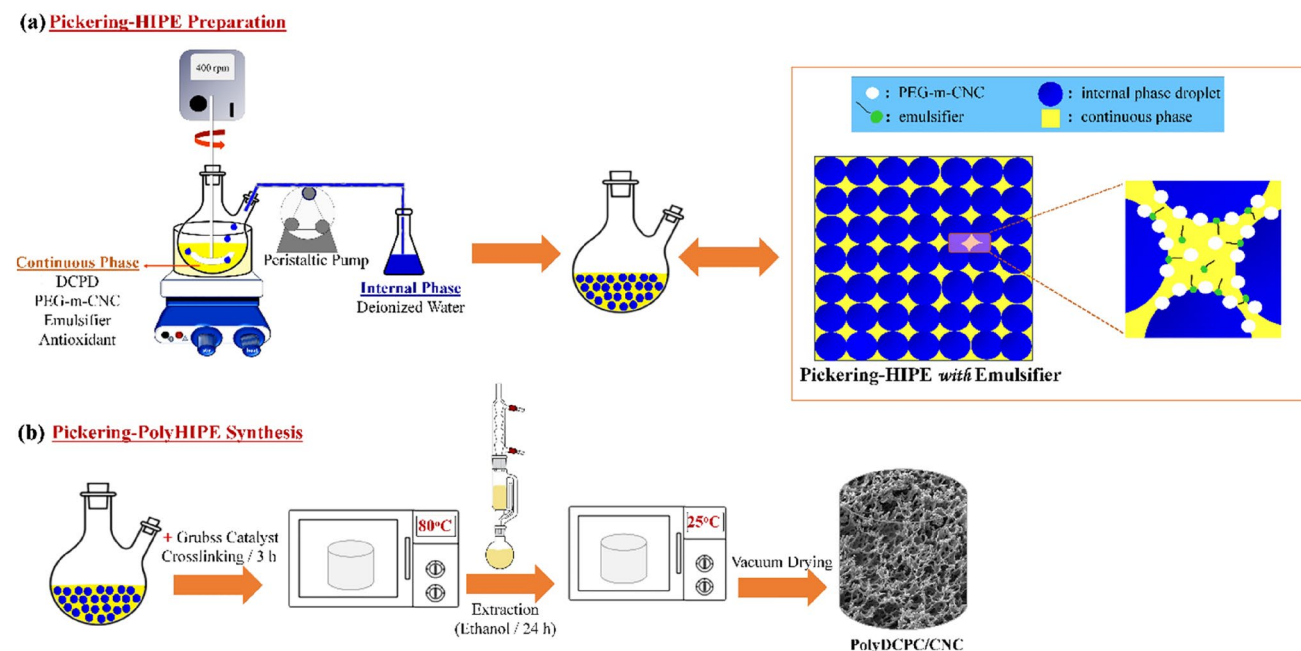 (a) Pickering-HIPE Preparation
400 rpm
Continuous Phase
DCPD
PEG-m-CNC
Emulsifier
Antioxidant
Peristaltic Pump
Internal Phase
Deionized Water
: PEG-m-CNC
: internal phase droplet
: emulsifier
: continuous phase
Pickering-HIPE with Emulsifier
(b) Pickering-PolyHIPE Synthesis
+ Grubss Catalyst
Crosslinking / 3 h
80°C
Extraction
(Ethanol / 24 h)
25°C
Vacuum Drying
PolyDCPC/CNC